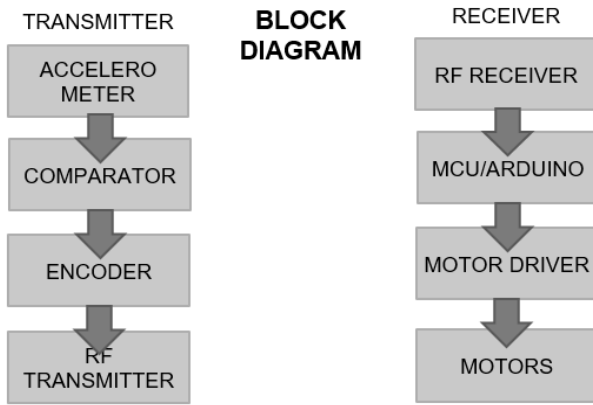 TRANSMITTER
ACCELERO
METER
COMPARATOR
ENCODER
RF
TRANSMITTER
BLOCK
DIAGRAM
RECEIVER
RF RECEIVER
MCU/ARDUINO
MOTOR DRIVER
MOTORS